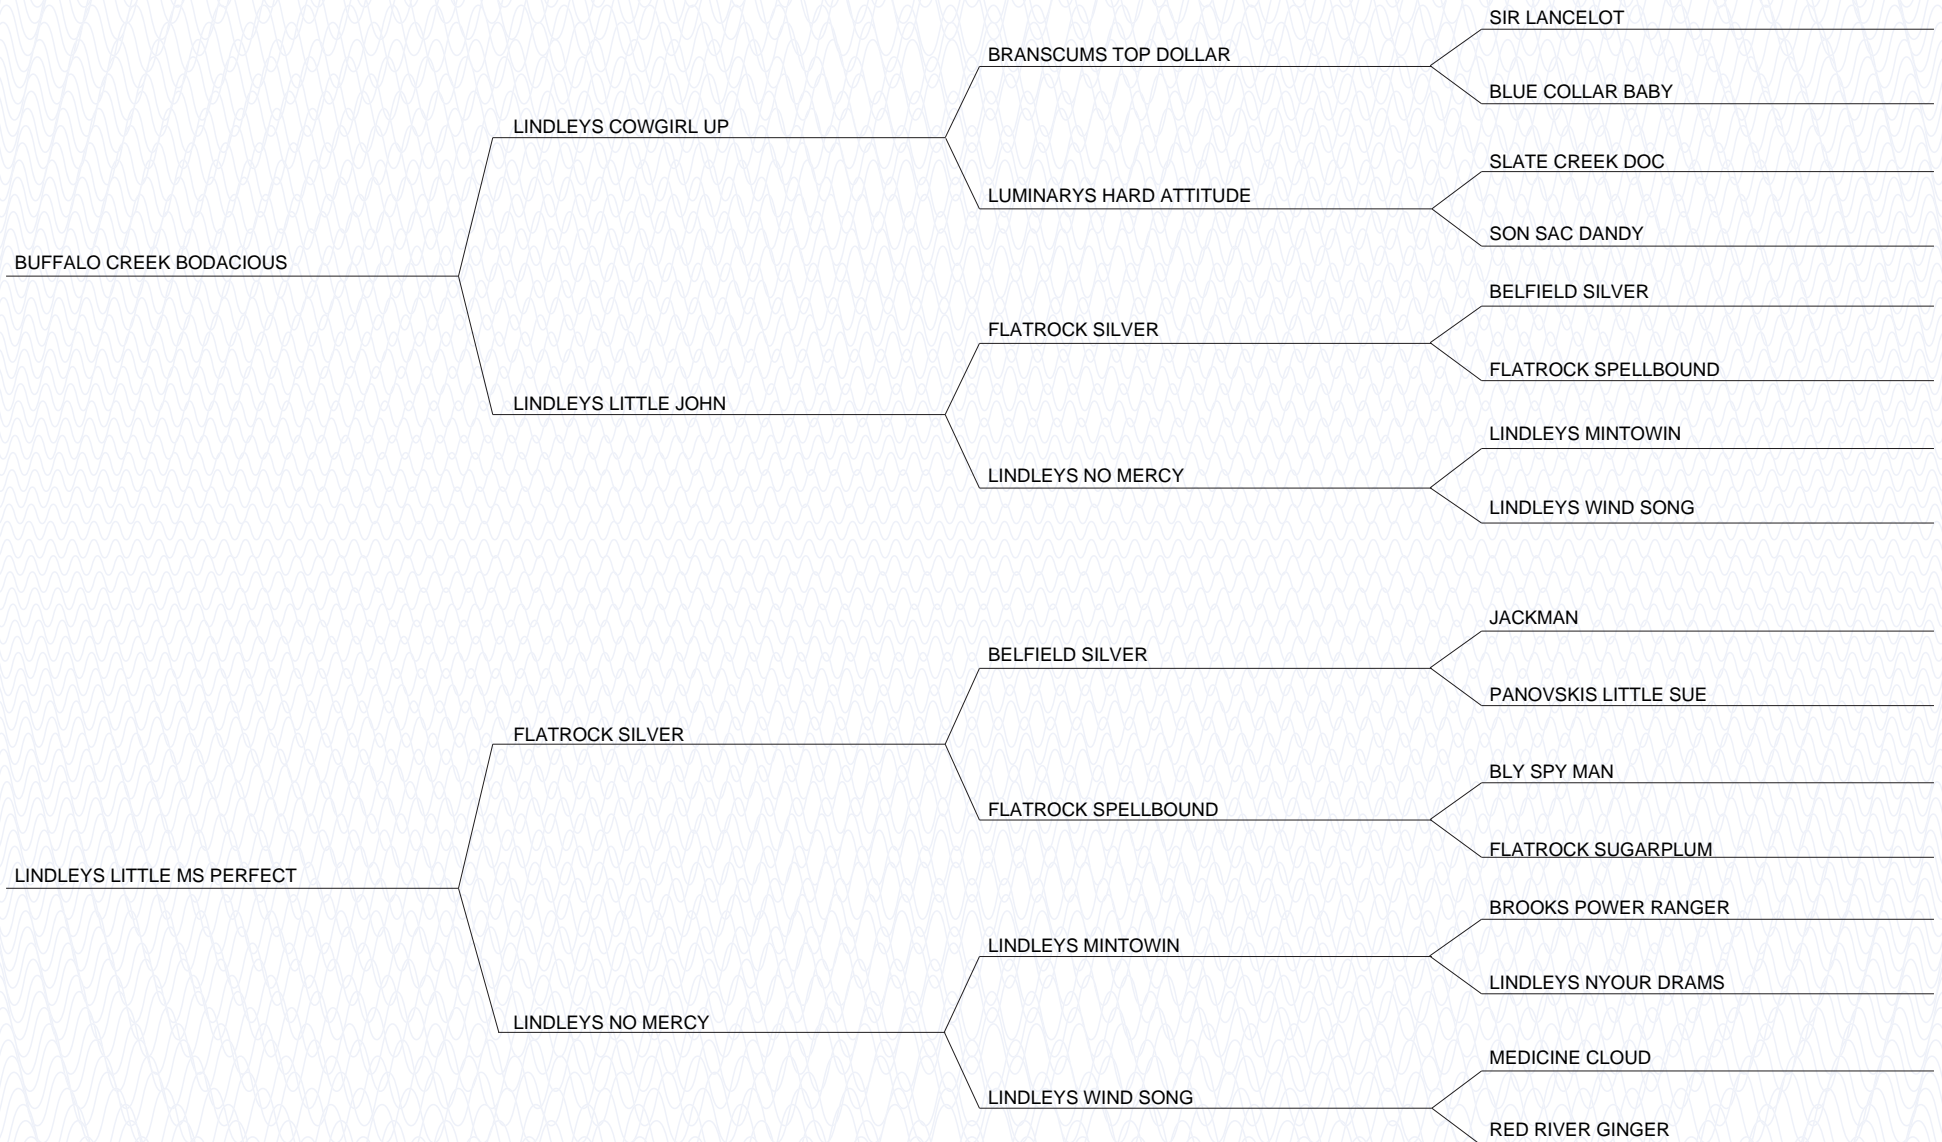 SIR LANCELOT
BRANSCUMS TOP DOLLAR
BLUE COLLAR BABY
LINDLEYS COWGIRL UP
SLATE CREEK DOC
LUMINARYS HARD ATTITUDE
SON SAC DANDY
BUFFALO CREEK BODACIOUS
BELFIELD SILVER
FLATROCK SILVER
FLATROCK SPELLBOUND
LINDLEYS LITTLE JOHN
LINDLEYS MINTOWIN
LINDLEYS NO MERCY
LINDLEYS WIND SONG
JACKMAN
BELFIELD SILVER
PANOVSKIS LITTLE SUE
FLATROCK SILVER
BLY SPY MAN
FLATROCK SPELLBOUND
FLATROCK SUGARPLUM
LINDLEYS LITTLE MS PERFECT
BROOKS POWER RANGER
LINDLEYS MINTOWIN
LINDLEYS NYOUR DRAMS
LINDLEYS NO MERCY
MEDICINE CLOUD
LINDLEYS WIND SONG
RED RIVER GINGER